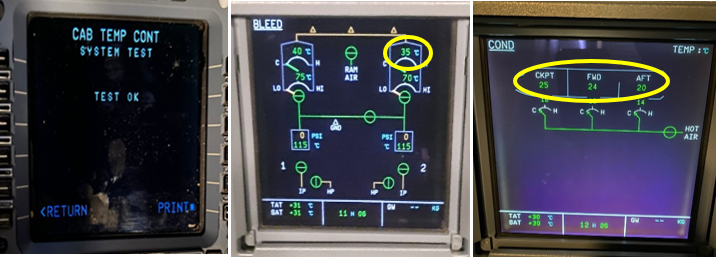 CAB TEMP CONT
SYSTEM TEST
TEST OK
<RETURN PRINT*
BLEED
40 °C 35 °C
C H C H
RAM
AIR
75 °C 70 °C
LO HI LO HI
GND
0 PSI 0
115 °C 115
1 2
IP HP HP IP
TAT +31 °C
SAT +31 °C
11 H 06
GW -- KG
COND TEMP:°C
CKPT FWD AFT
25 24 20
14
C H C H C H
HOT
AIR
TAT +30 °C
SAT +30 °C
12 H 06
GW -- KG